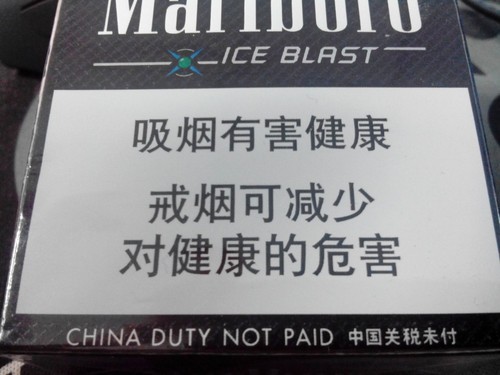 Marlboro
ICE BLAST
吸烟有害健康
戒烟可减少
对健康的危害
CHINA DUTY NOT PAID 中国关税未付